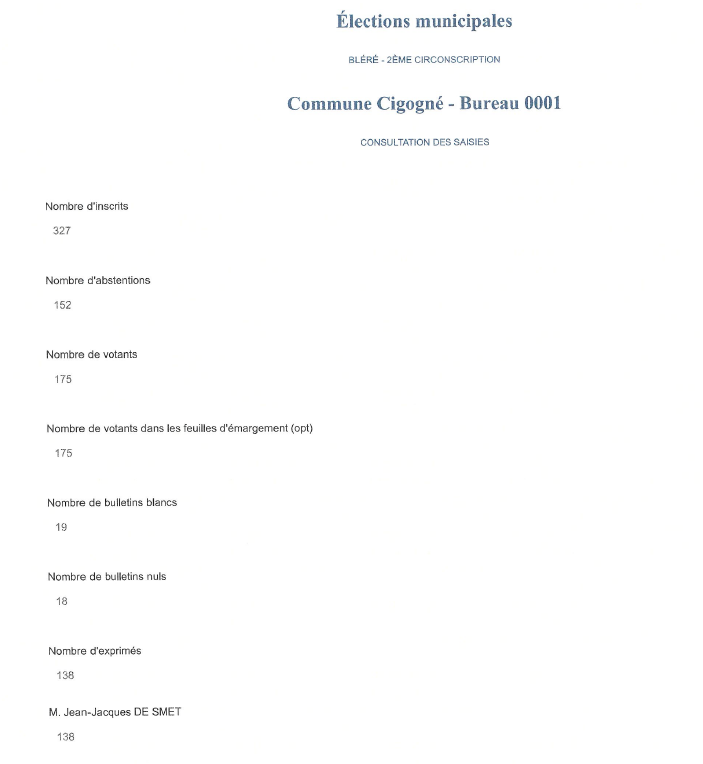 Élections municipales
BLÉRÉ - 2ÈME CIRCONSCRIPTION
Commune Cigogné - Bureau 0001
CONSULTATION DES SAISIES
Nombre d'inscrits
327
Nombre d'abstentions
152
Nombre de votants
175
Nombre de votants dans les feuilles d'émargement (opt)
175
Nombre de bulletins blancs
19
Nombre de bulletins nuls
18
Nombre d'exprimés
138
M. Jean-Jacques DE SMET
138